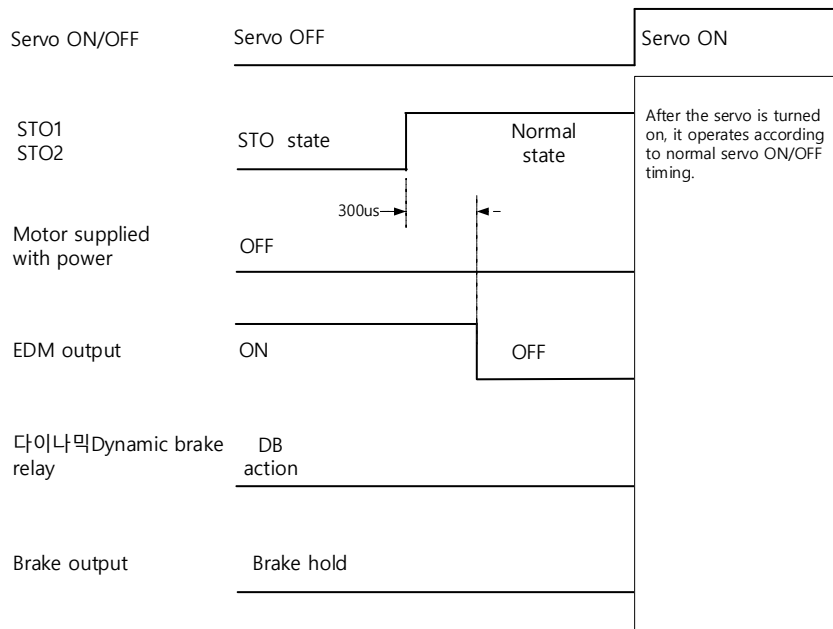 Servo ON/OFF
Servo OFF
Servo ON
STO1
STO2
STO state
Normal
state
After the servo is turned
on, it operates according
to normal servo ON/OFF
timing.
300us
Motor supplied
with power
OFF
EDM output
ON
OFF
다이나믹Dynamic brake
relay
DB
action
Brake output
Brake hold